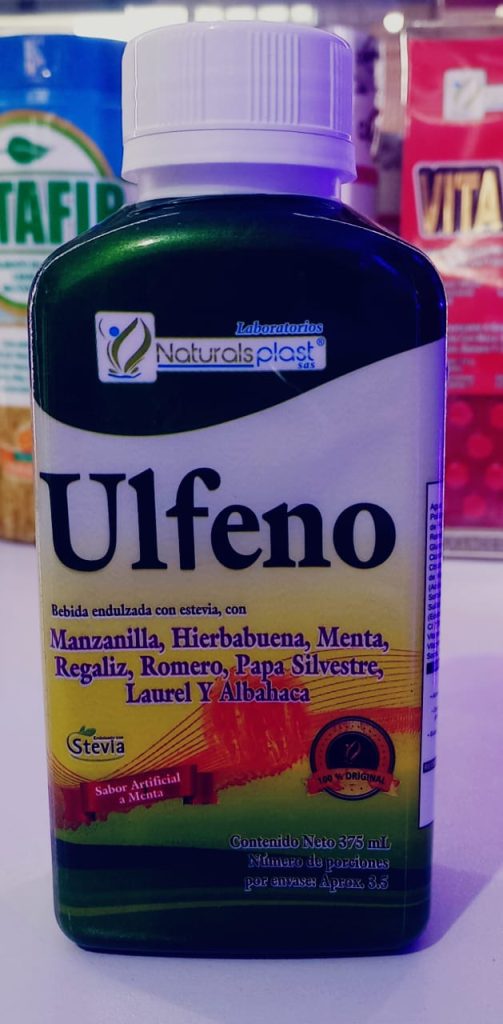 TAFIB
VITA
Laboratorios
Naturalsplast®
sas
Ulfeno
Bebida endulzada con estevia, con
Manzanilla, Hierbabuena, Menta,
Regaliz, Romero, Papa Silvestre,
Laurel Y Albahaca
Stevia
Sabor Artificial
a Menta
100 % ORIGINAL
Contenido Neto 375 mL
Número de porciones
por envase: Aprox. 3.5